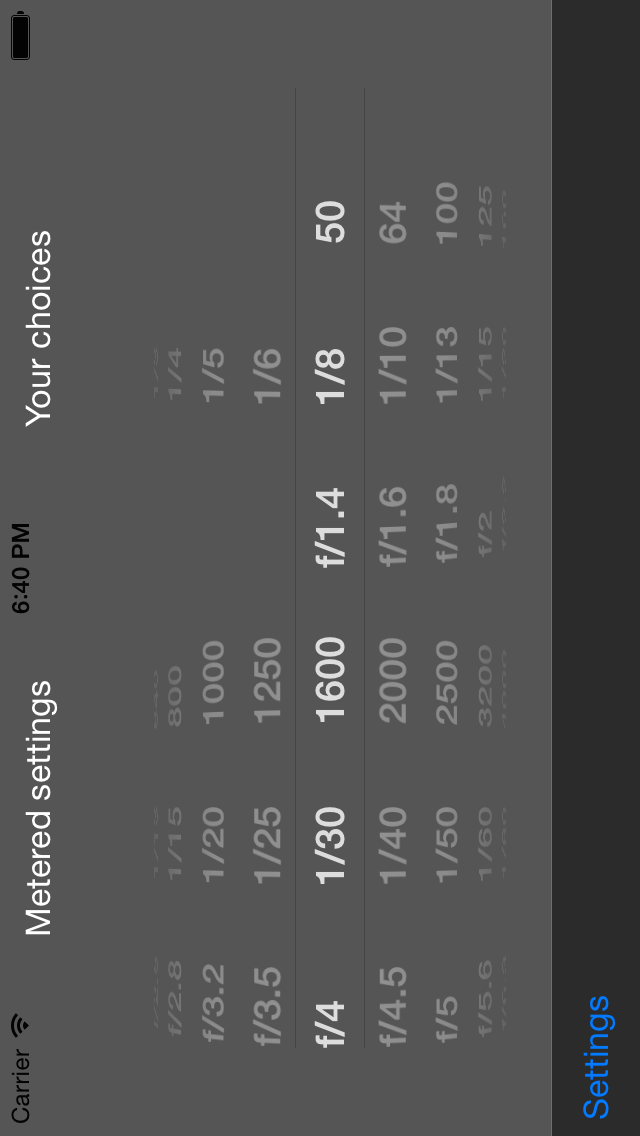 Carrier 6:40 PM
Metered settings Your choices
f/2.8 1/15 800 1/4
f/3.2 1/20 1000 1/5
f/3.5 1/25 1250 1/6
f/4 1/30 1600 f/1.4 1/8 50
f/4.5 1/40 2000 f/1.6 1/10 64
f/5 1/50 2500 f/1.8 1/13 100
f/5.6 1/60 3200 f/2 1/15 125
Settings